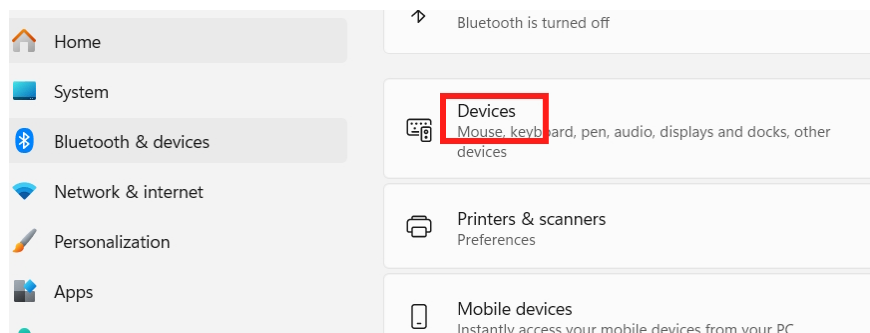 Home
System
Bluetooth & devices
Network & internet
Personalization
Apps
Bluetooth is turned off
Devices
Mouse, keyboard, pen, audio, displays and docks, other
devices
Printers & scanners
Preferences
Mobile devices
Instantly access your mobile devices from your PC